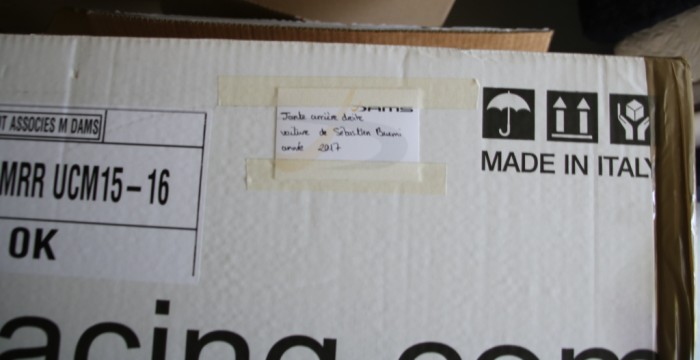 DAMS
Jante arrière droite
voiture de Sébastien Buemi
année 2017
T ASSOCIES M DAMS
MRR UCM15-16
OK
MADE IN ITALY
acing.com